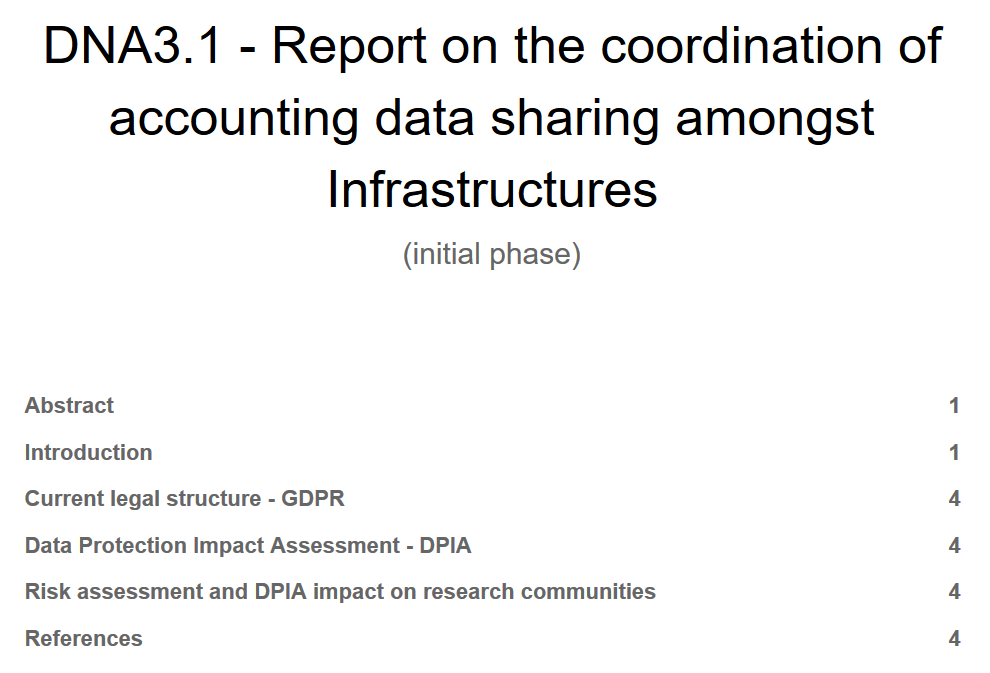 DNA3.1 - Report on the coordination of
accounting data sharing amongst
Infrastructures
(initial phase)
Abstract 1
Introduction 1
Current legal structure - GDPR 4
Data Protection Impact Assessment - DPIA 4
Risk assessment and DPIA impact on research communities 4
References 4